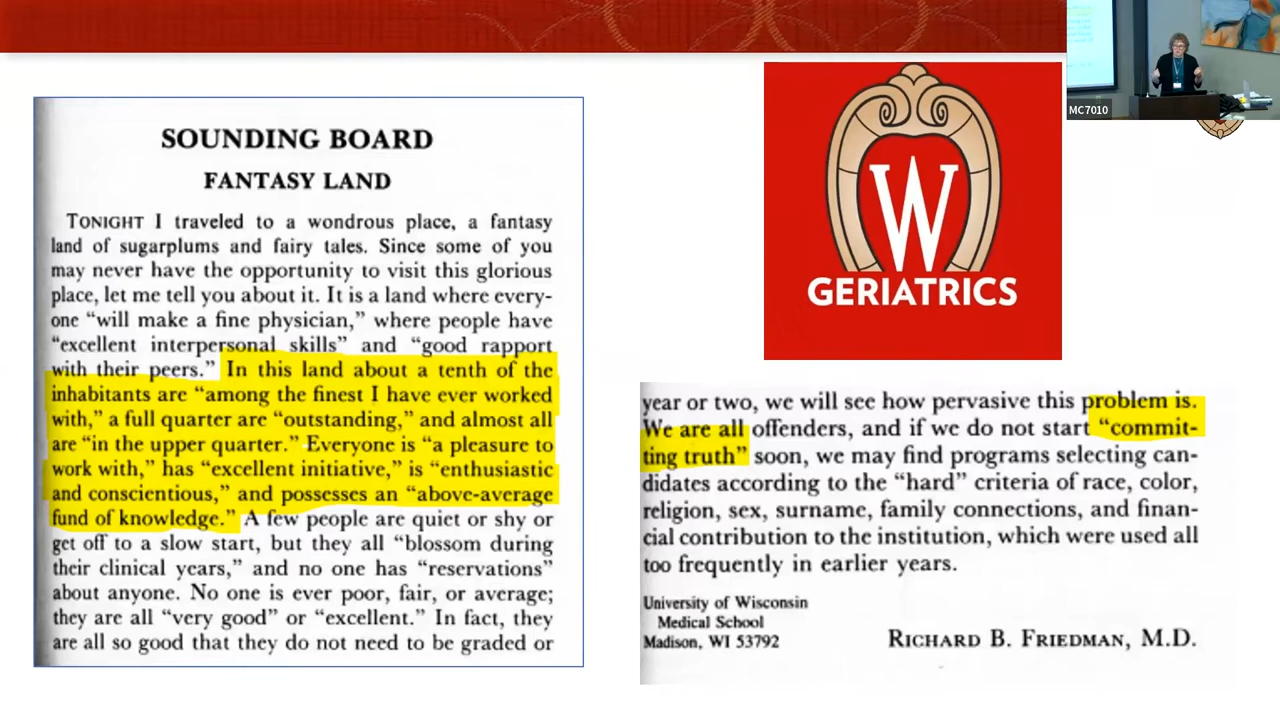 SOUNDING BOARD
FANTASY LAND
TONIGHT I traveled to a wondrous place, a fantasy
land of sugarplums and fairy tales. Since some of you
may never have the opportunity to visit this glorious
place, let me tell you about it. It is a land where every-
one “will make a fine physician,” where people have
“excellent interpersonal skills” and “good rapport
with their peers.” In this land about a tenth of the
inhabitants are “among the finest I have ever worked
with,” a full quarter are “outstanding,” and almost all
are “in the upper quarter.” Everyone is “a pleasure to
work with,” has “excellent initiative,” is “enthusiastic
and conscientious,” and possesses an “above-average
fund of knowledge.” A few people are quiet or shy or
get off to a slow start, but they all “blossom during
their clinical years,” and no one has “reservations”
about anyone. No one is ever poor, fair, or average;
they are all “very good” or “excellent.” In fact, they
are all so good that they do not need to be graded or
W
GERIATRICS
MC7010
year or two, we will see how pervasive this problem is.
We are all offenders, and if we do not start “commit-
ting truth” soon, we may find programs selecting can-
didates according to the “hard” criteria of race, color,
religion, sex, surname, family connections, and finan-
cial contribution to the institution, which were used all
too frequently in earlier years.
University of Wisconsin
Medical School
Madison, WI 53792
RICHARD B. FRIEDMAN, M.D.